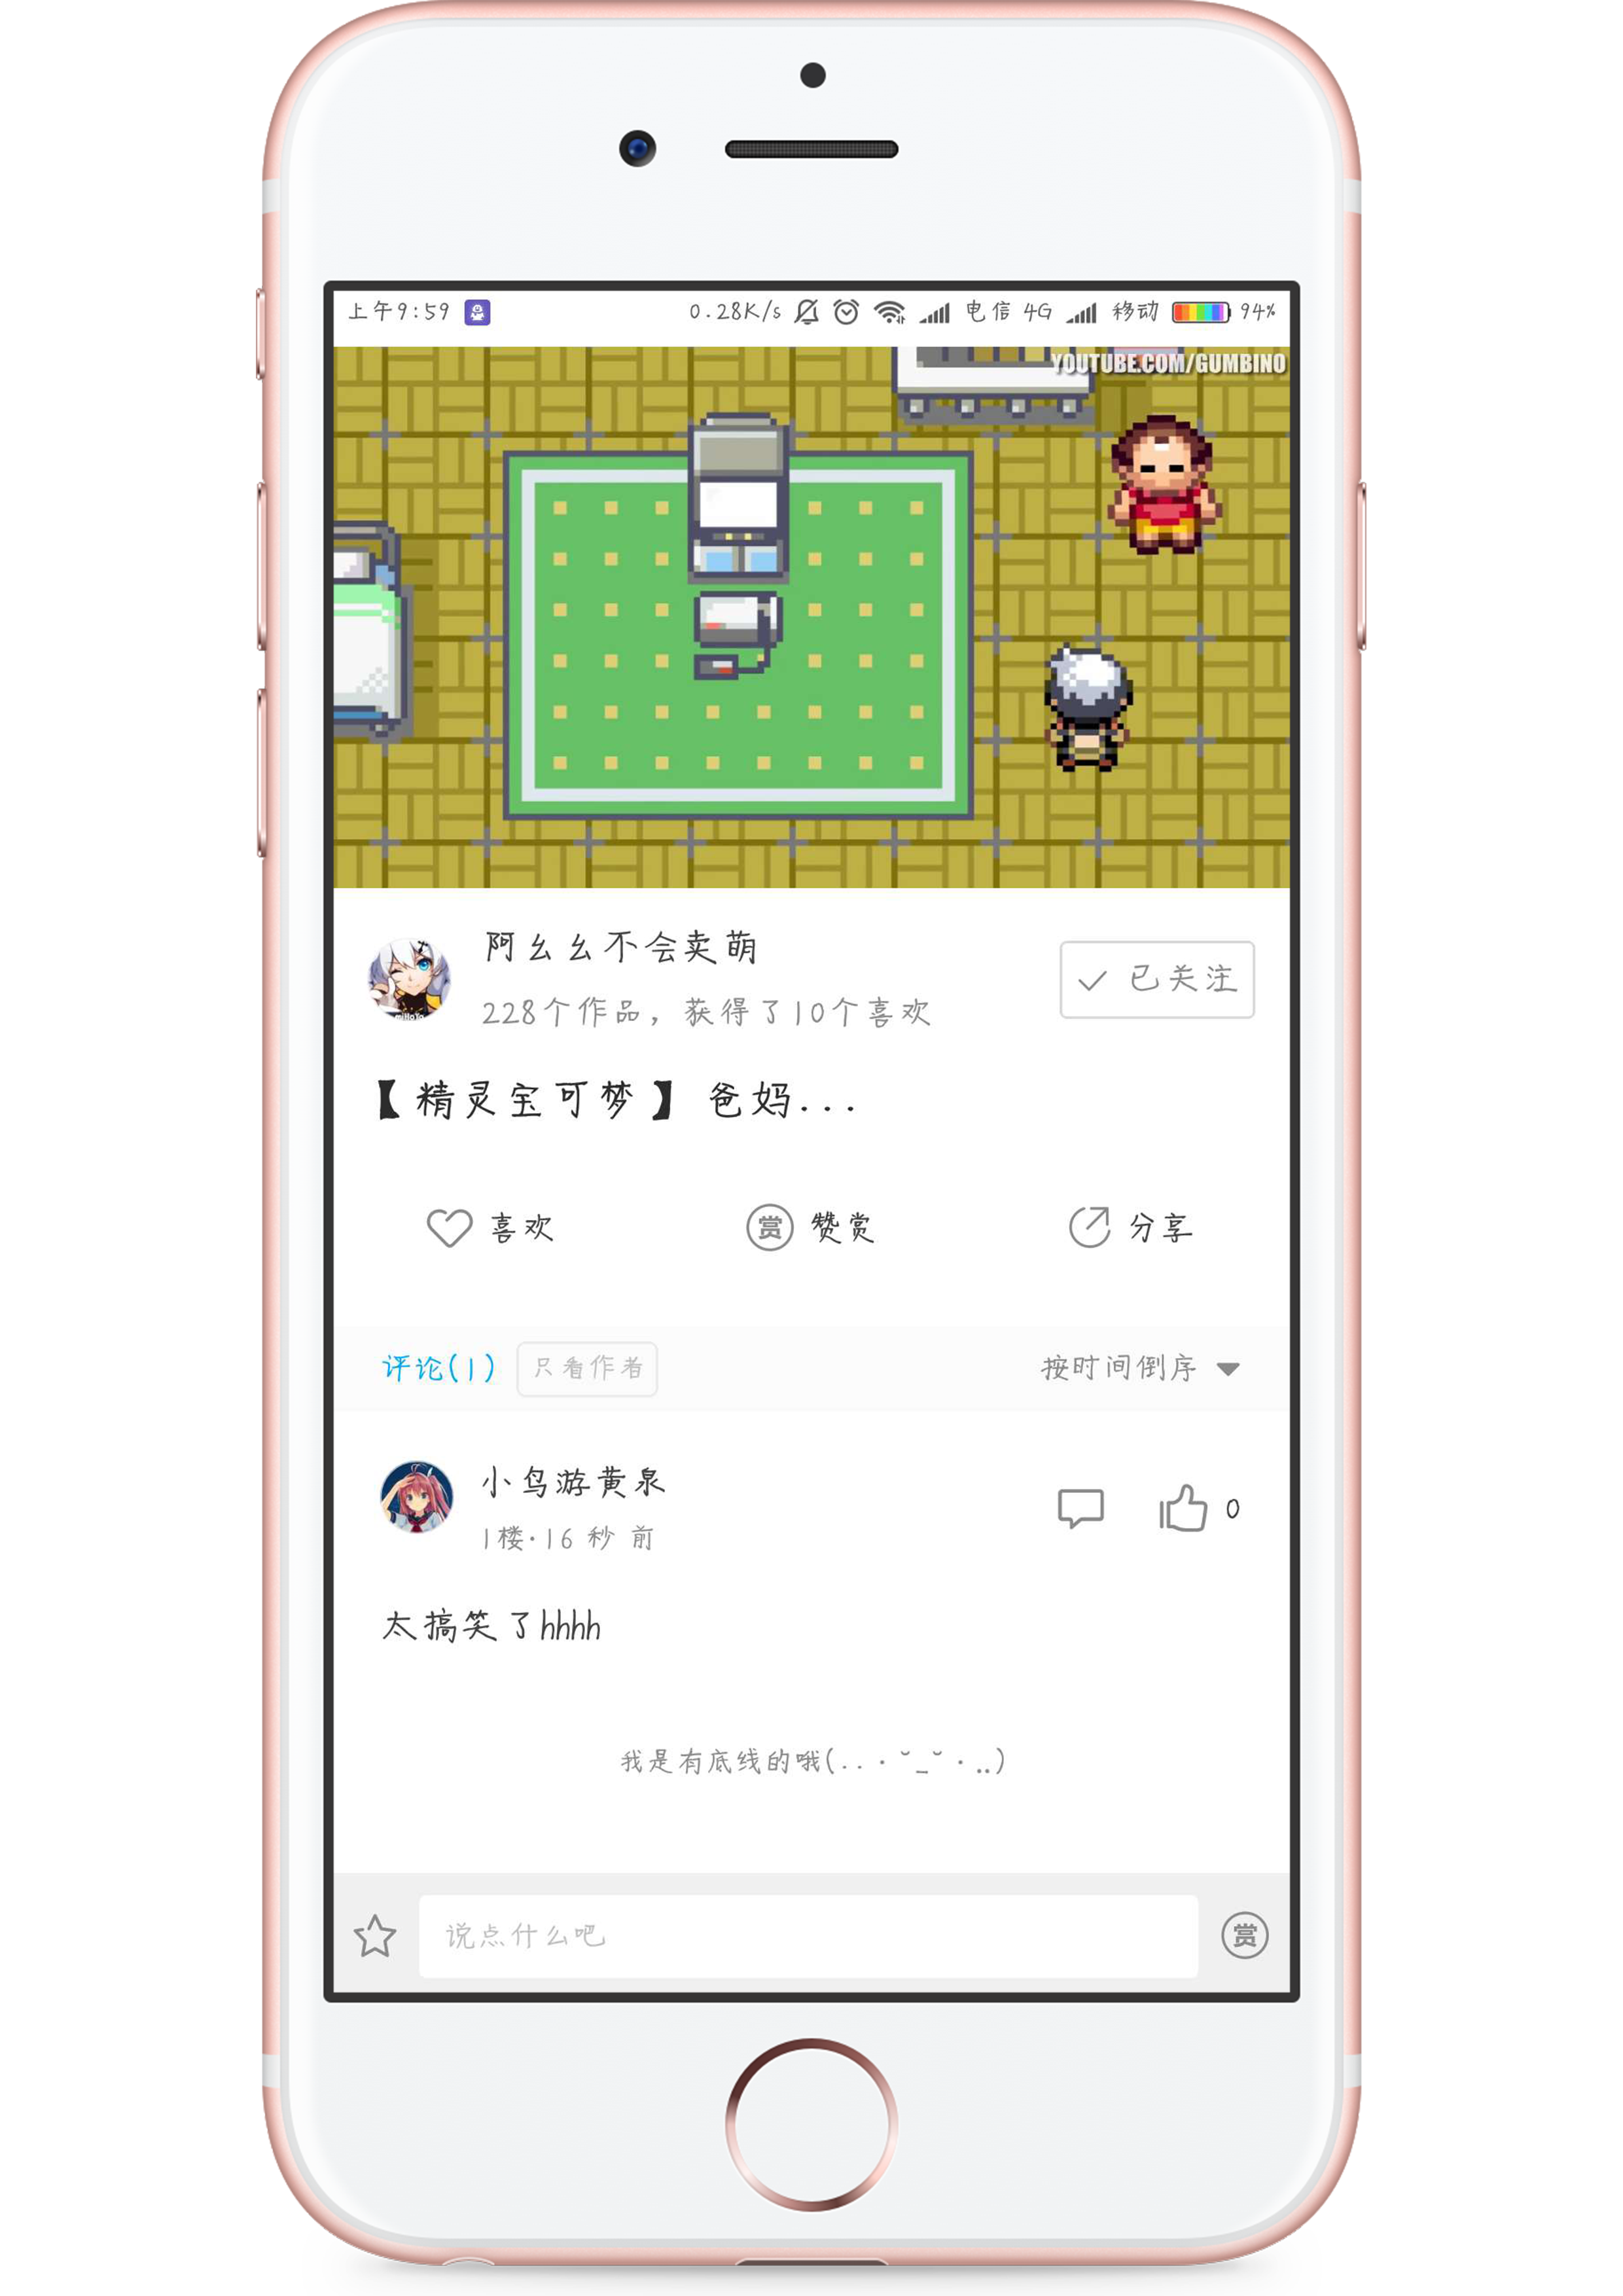 上午9:59 0.28K/s 电信 4G 移动 94%
YOUTUBE.COM/GUMBINO
阿幺幺不会卖萌
228个作品，获得了10个喜欢
已关注
miHoYo
【精灵宝可梦】爸妈...
喜欢 赏 赞赏 分享
评论(1) 只看作者 按时间倒序
小鸟游黄泉
1楼·16 秒 前
0
太搞笑了hhhh
我是有底线的哦(..･˘_˘･..)
说点什么吧 赏